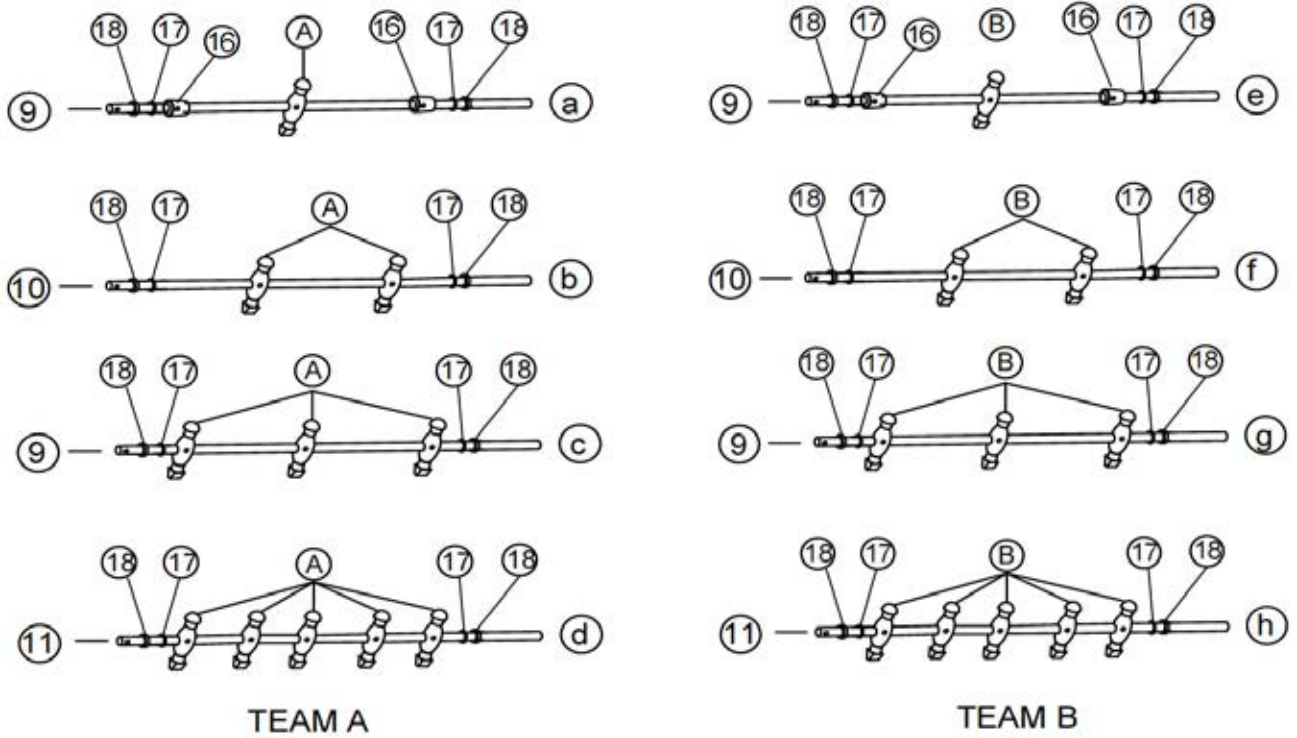 18 17 16 A 16 17 18 18 17 16 B 16 17 18
9 a 9 e
18 17 A 17 18 18 17 B 17 18
10 b 10 f
18 17 A 17 18 18 17 B 17 18
9 c 9 g
18 17 A 17 18 18 17 B 17 18
11 d 11 h
TEAM A TEAM B